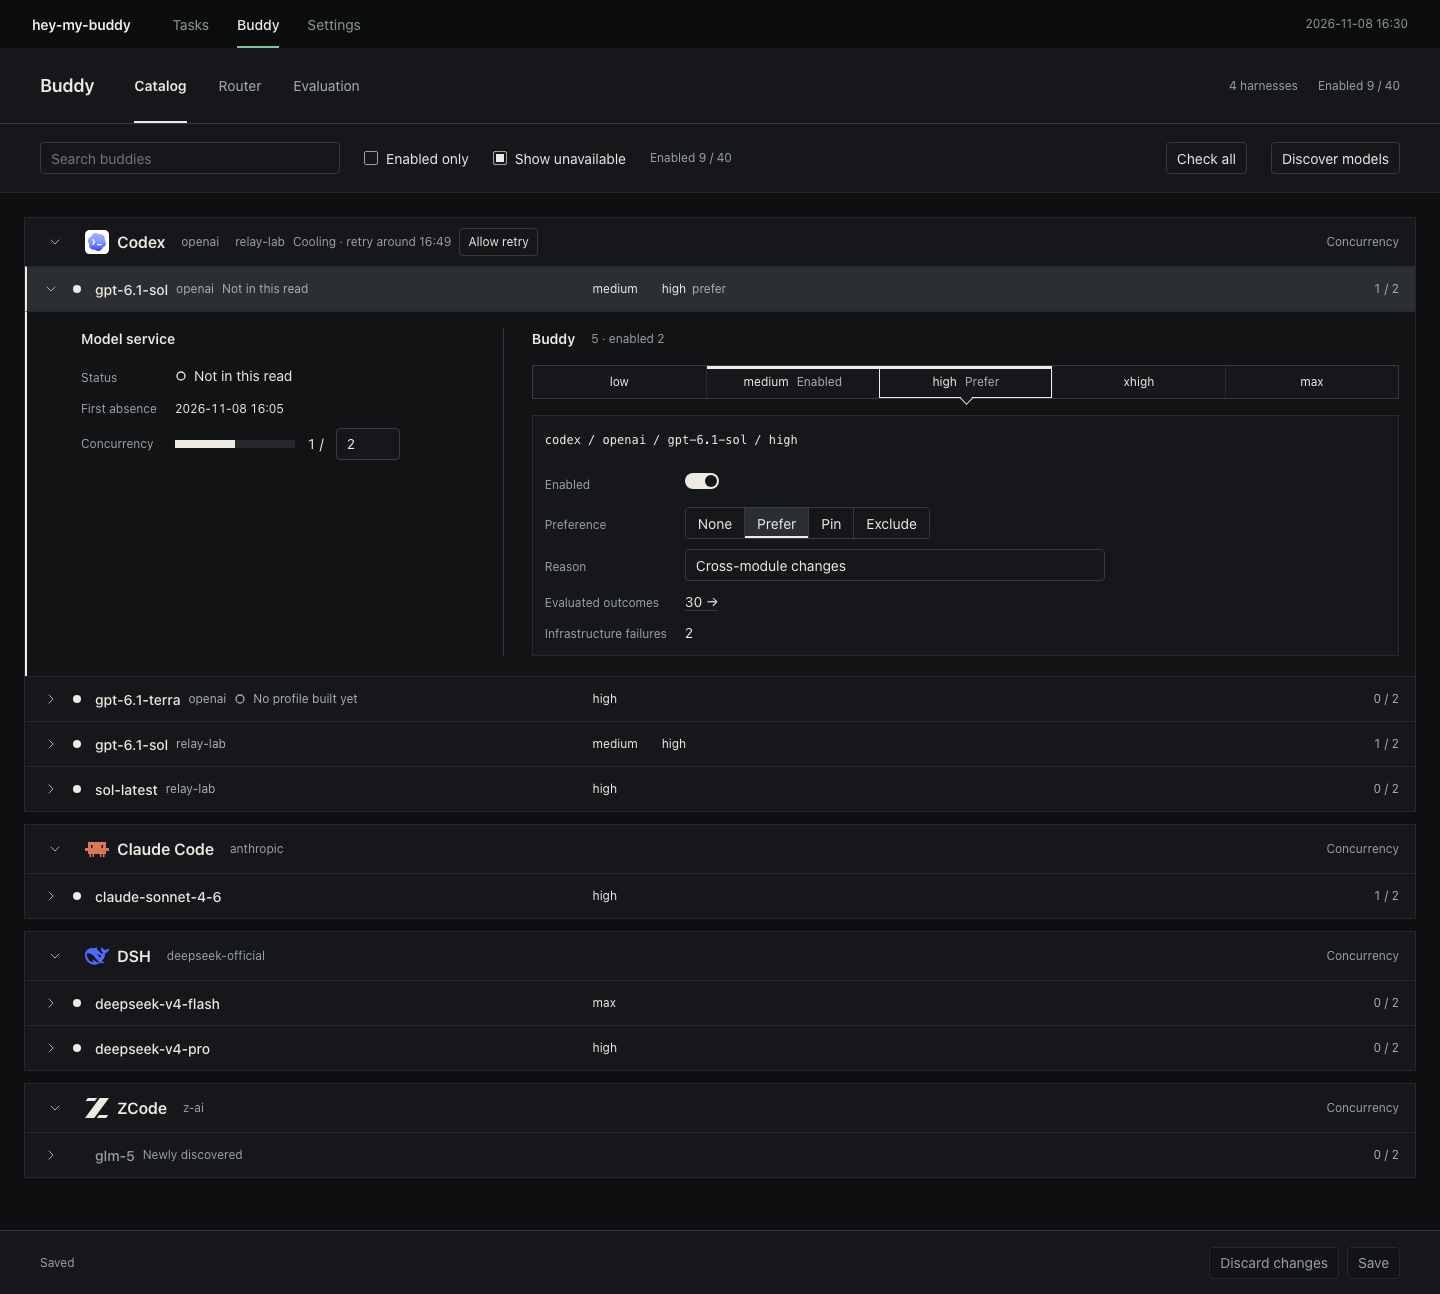 hey-my-buddy Tasks Buddy Settings 2026-11-08 16:30
Buddy Catalog Router Evaluation 4 harnesses Enabled 9 / 40
Search buddies Enabled only Show unavailable Enabled 9 / 40 Check all Discover models
Codex openai relay-lab Cooling · retry around 16:49 Allow retry Concurrency
gpt-6.1-sol openai Not in this read medium high prefer 1 / 2
Model service
Status Not in this read
First absence 2026-11-08 16:05
Concurrency 1 / 2
Buddy 5 · enabled 2
low medium Enabled high Prefer xhigh max
codex / openai / gpt-6.1-sol / high
Enabled
Preference None Prefer Pin Exclude
Reason Cross-module changes
Evaluated outcomes 30 →
Infrastructure failures 2
gpt-6.1-terra openai No profile built yet high 0 / 2
gpt-6.1-sol relay-lab medium high 1 / 2
sol-latest relay-lab high 0 / 2
Claude Code anthropic Concurrency
claude-sonnet-4-6 high 1 / 2
DSH deepseek-official Concurrency
deepseek-v4-flash max 0 / 2
deepseek-v4-pro high 0 / 2
ZCode z-ai Concurrency
glm-5 Newly discovered 0 / 2
Saved Discard changes Save